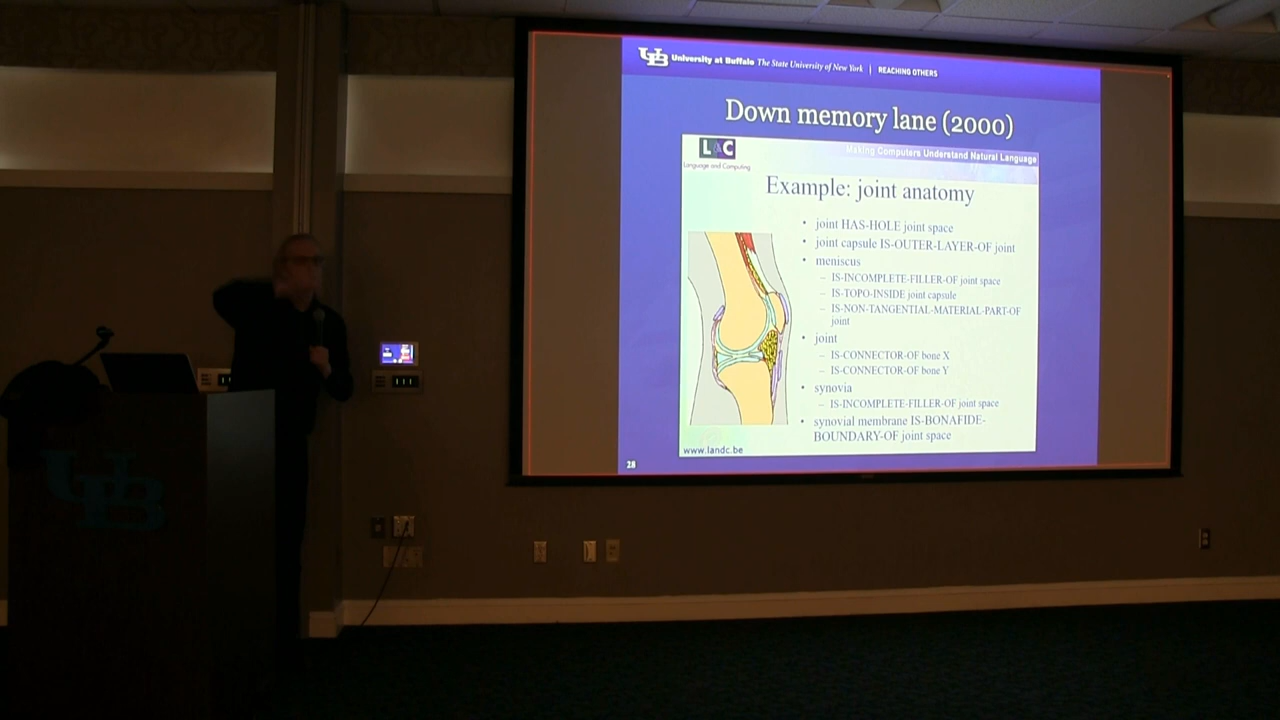 UB University at Buffalo The State University of New York | REACHING OTHERS
Down memory lane (2000)
L&C
Language and Computing
Making Computers Understand Natural Language
Example: joint anatomy
• joint HAS-HOLE joint space
• joint capsule IS-OUTER-LAYER-OF joint
• meniscus
– IS-INCOMPLETE-FILLER-OF joint space
– IS-TOPO-INSIDE joint capsule
– IS-NON-TANGENTIAL-MATERIAL-PART-OF
joint
• joint
– IS-CONNECTOR-OF bone X
– IS-CONNECTOR-OF bone Y
• synovia
– IS-INCOMPLETE-FILLER-OF joint space
• synovial membrane IS-BONAFIDE-
BOUNDARY-OF joint space
www.landc.be
28
UB